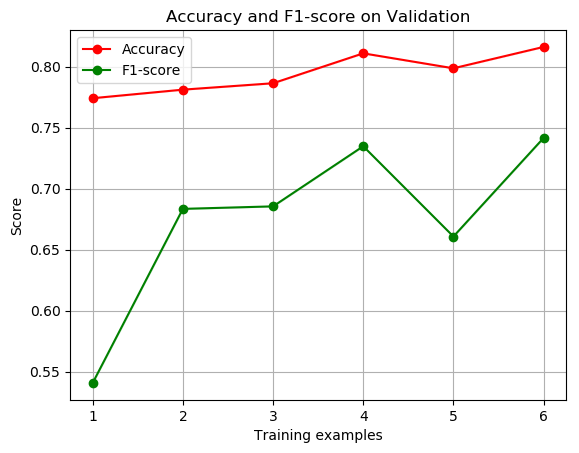 Accuracy and F1-score on Validation
Accuracy
F1-score
0.80
0.75
0.70
0.65
0.60
0.55
Score
1 2 3 4 5 6
Training examples